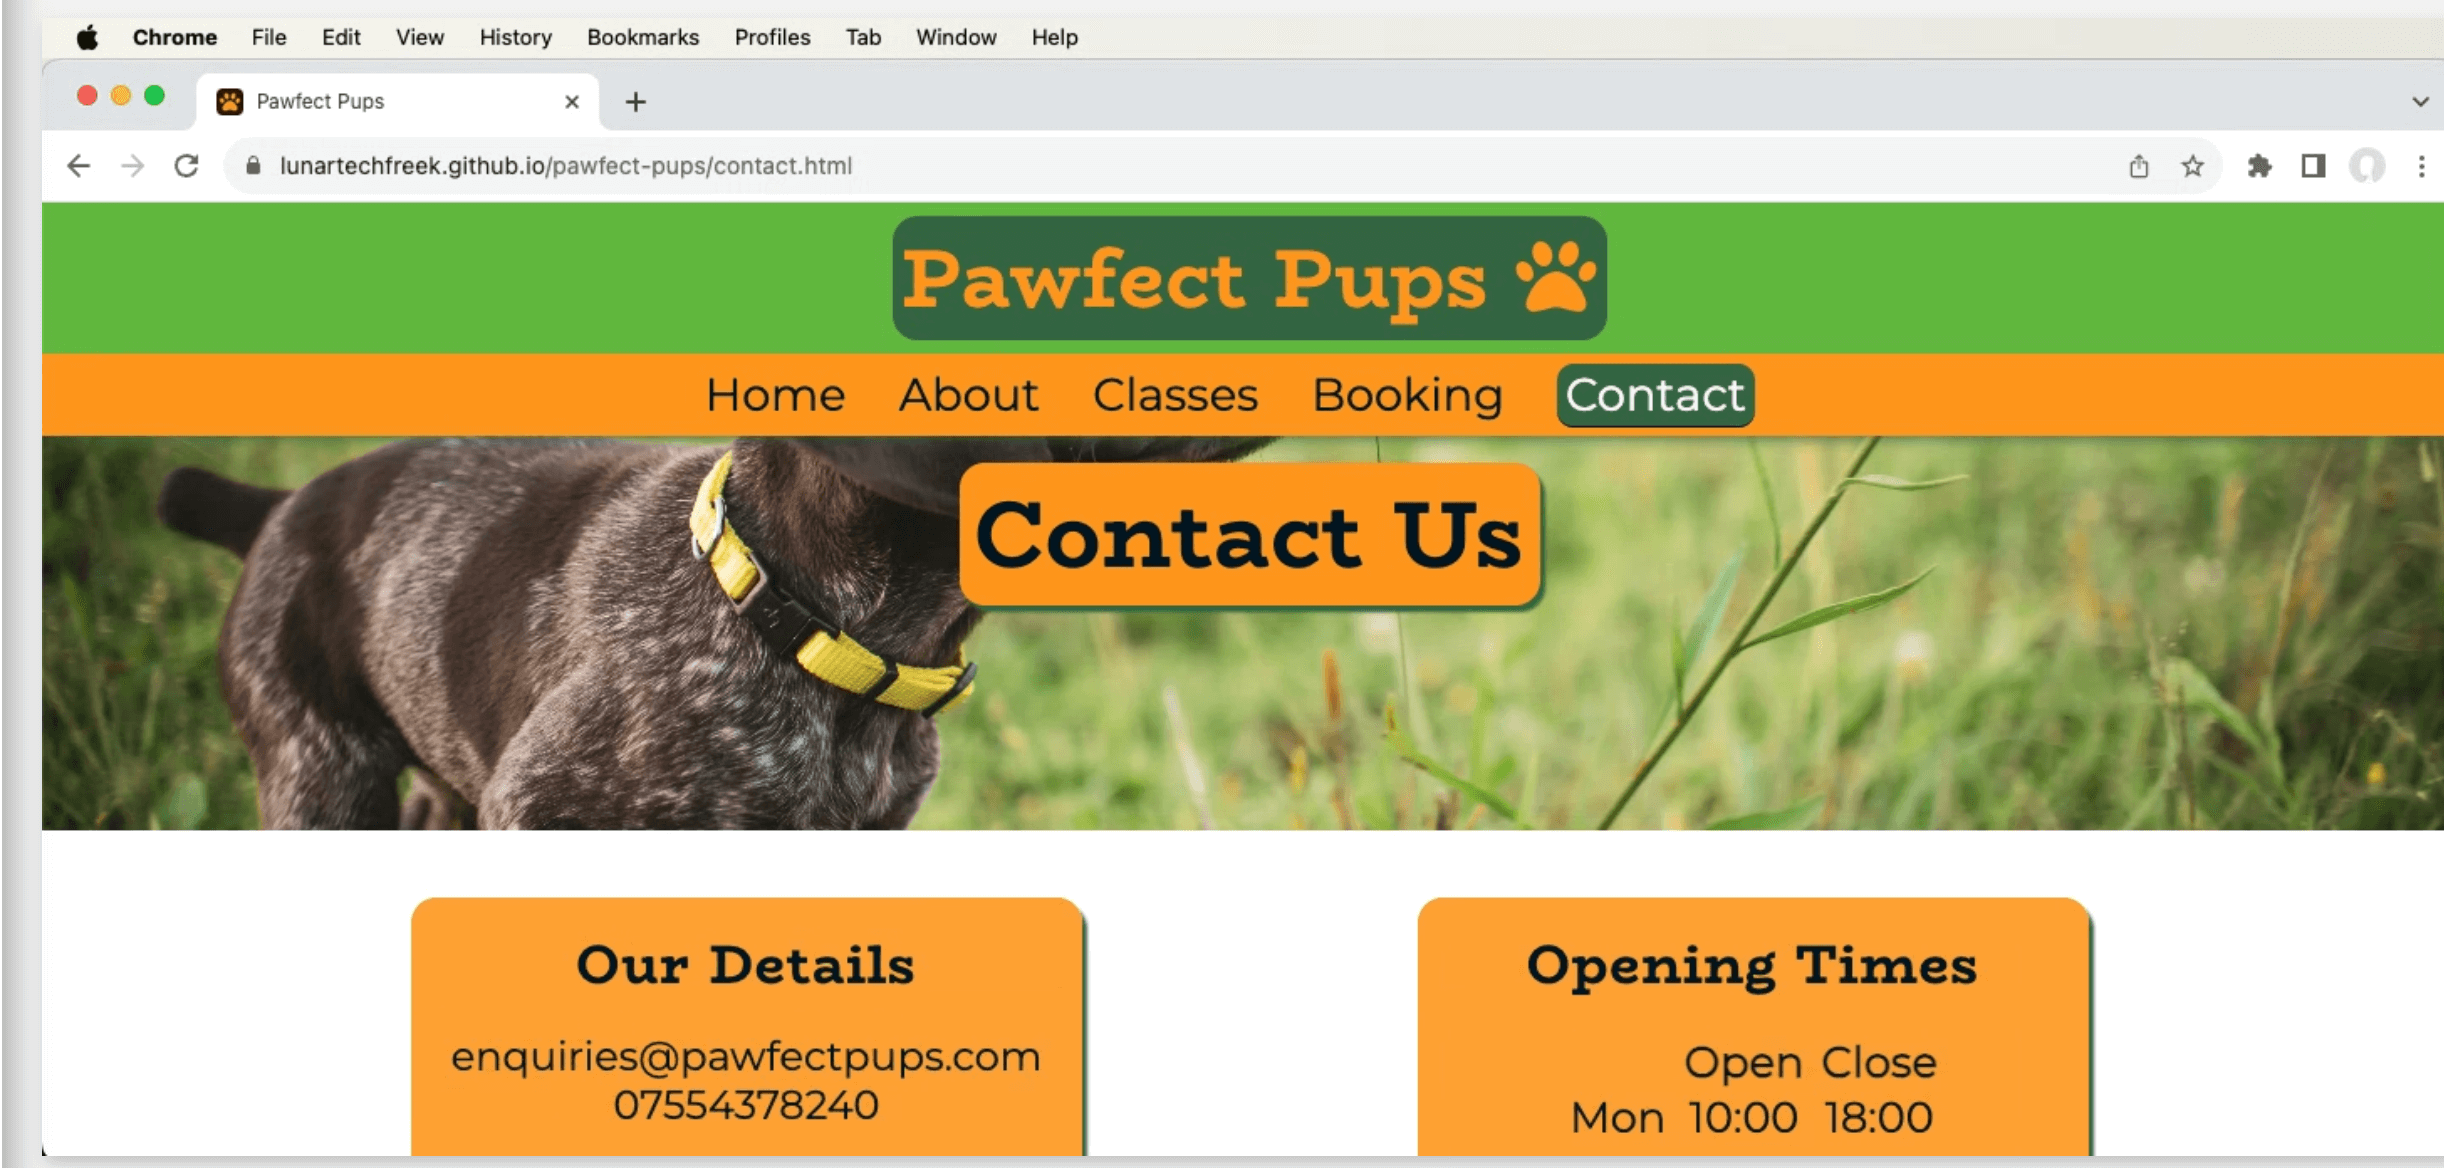 Chrome File Edit View History Bookmarks Profiles Tab Window Help
Pawfect Pups
lunartechfreek.github.io/pawfect-pups/contact.html
Pawfect Pups
Home About Classes Booking Contact
Contact Us
Our Details
enquiries@pawfectpups.com
07554378240
Opening Times
Open Close
Mon 10:00 18:00